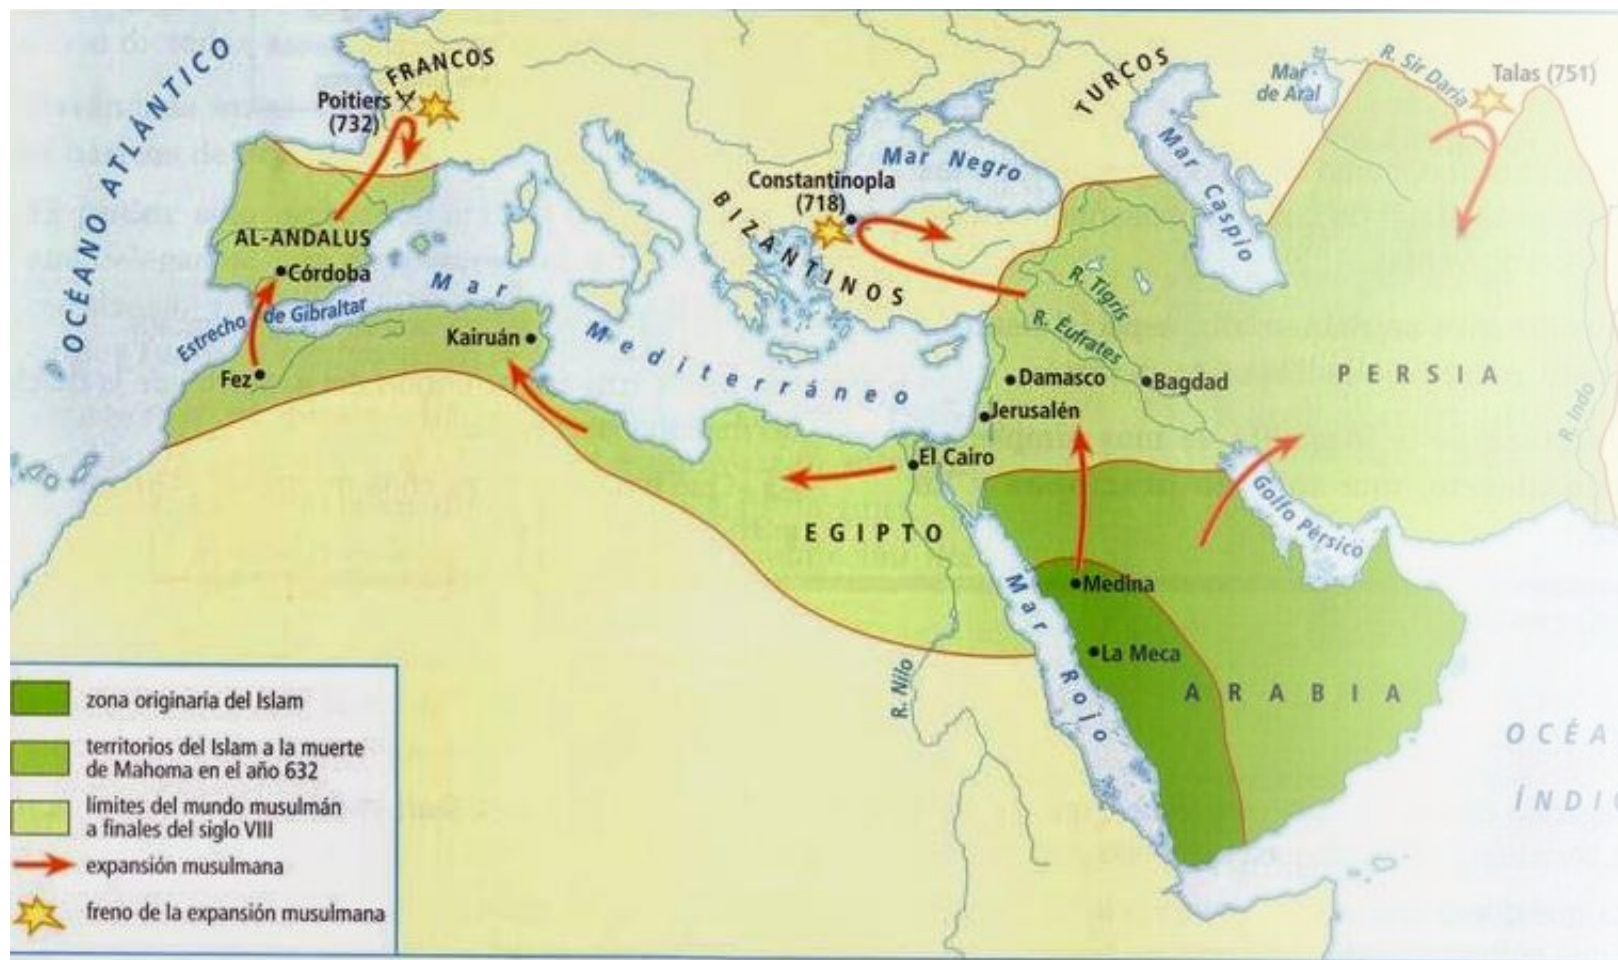 OCÉANO ATLÁNTICO
FRANCOS
Poitiers
(732)
TURCOS
Mar
de Aral
R. Sir Daria
Talas (751)
Mar Negro
Mar Caspio
Constantinopla
(718)
BIZANTINOS
AL-ANDALUS
Córdoba
Estrecho de Gibraltar
Mar Mediterráneo
Kairuán
Fez
R. Tigris
R. Éufrates
Damasco
Bagdad
PERSIA
R. Indo
Jerusalén
El Cairo
EGIPTO
Golfo Pérsico
Mar Rojo
Medina
La Meca
ARABIA
R. Nilo
OCÉA
ÍNDIC
zona originaria del Islam
territorios del Islam a la muerte
de Mahoma en el año 632
límites del mundo musulmán
a finales del siglo VIII
expansión musulmana
freno de la expansión musulmana